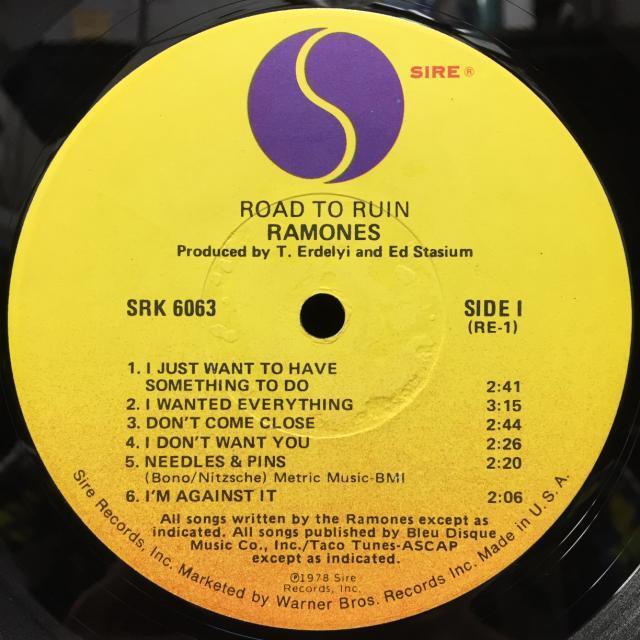 SIRE ®
ROAD TO RUIN
RAMONES
Produced by T. Erdelyi and Ed Stasium
SRK 6063
SIDE I
(RE-1)
1. I JUST WANT TO HAVE
SOMETHING TO DO 2:41
2. I WANTED EVERYTHING 3:15
3. DON'T COME CLOSE 2:44
4. I DON'T WANT YOU 2:26
5. NEEDLES & PINS 2:20
(Bono/Nitzsche) Metric Music-BMI
6. I'M AGAINST IT 2:06
All songs written by the Ramones except as
indicated. All songs published by Bleu Disque
Music Co., Inc./Taco Tunes-ASCAP
except as indicated.
℗1978 Sire
Records, Inc.
Sire Records, Inc. Marketed by Warner Bros. Records Inc. Made in U.S.A.